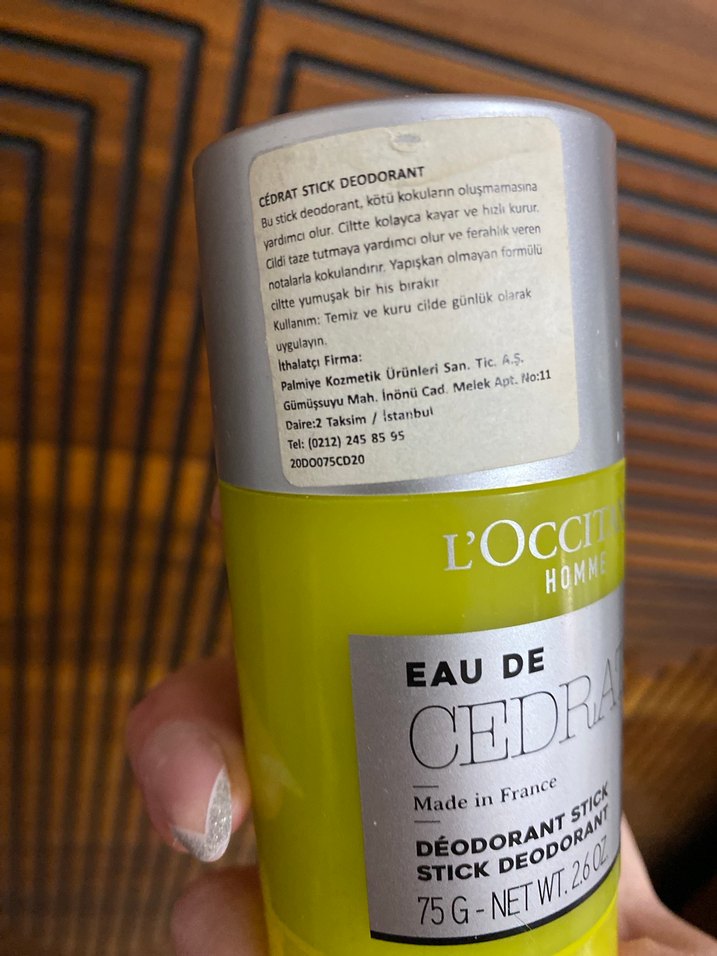 CÉDRAT STICK DEODORANT
Bu stick deodorant, kötü kokuların oluşmamasına
yardımcı olur. Ciltte kolayca kayar ve hızlı kurur.
Cildi taze tutmaya yardımcı olur ve ferahlık veren
notalarla kokulandırır. Yapışkan olmayan formülü
ciltte yumuşak bir his bırakır
Kullanım: Temiz ve kuru cilde günlük olarak
uygulayın.
İthalatçı Firma:
Palmiye Kozmetik Ürünleri San. Tic. A.Ş.
Gümüşsuyu Mah. İnönü Cad. Melek Apt. No:11
Daire:2 Taksim / İstanbul
Tel: (0212) 245 85 95
20DO075CD20
L'OCCIT
HOMME
EAU DE
CEDRA
Made in France
DÉODORANT STICK
STICK DEODORANT
75 G - NET WT. 2.6 OZ.